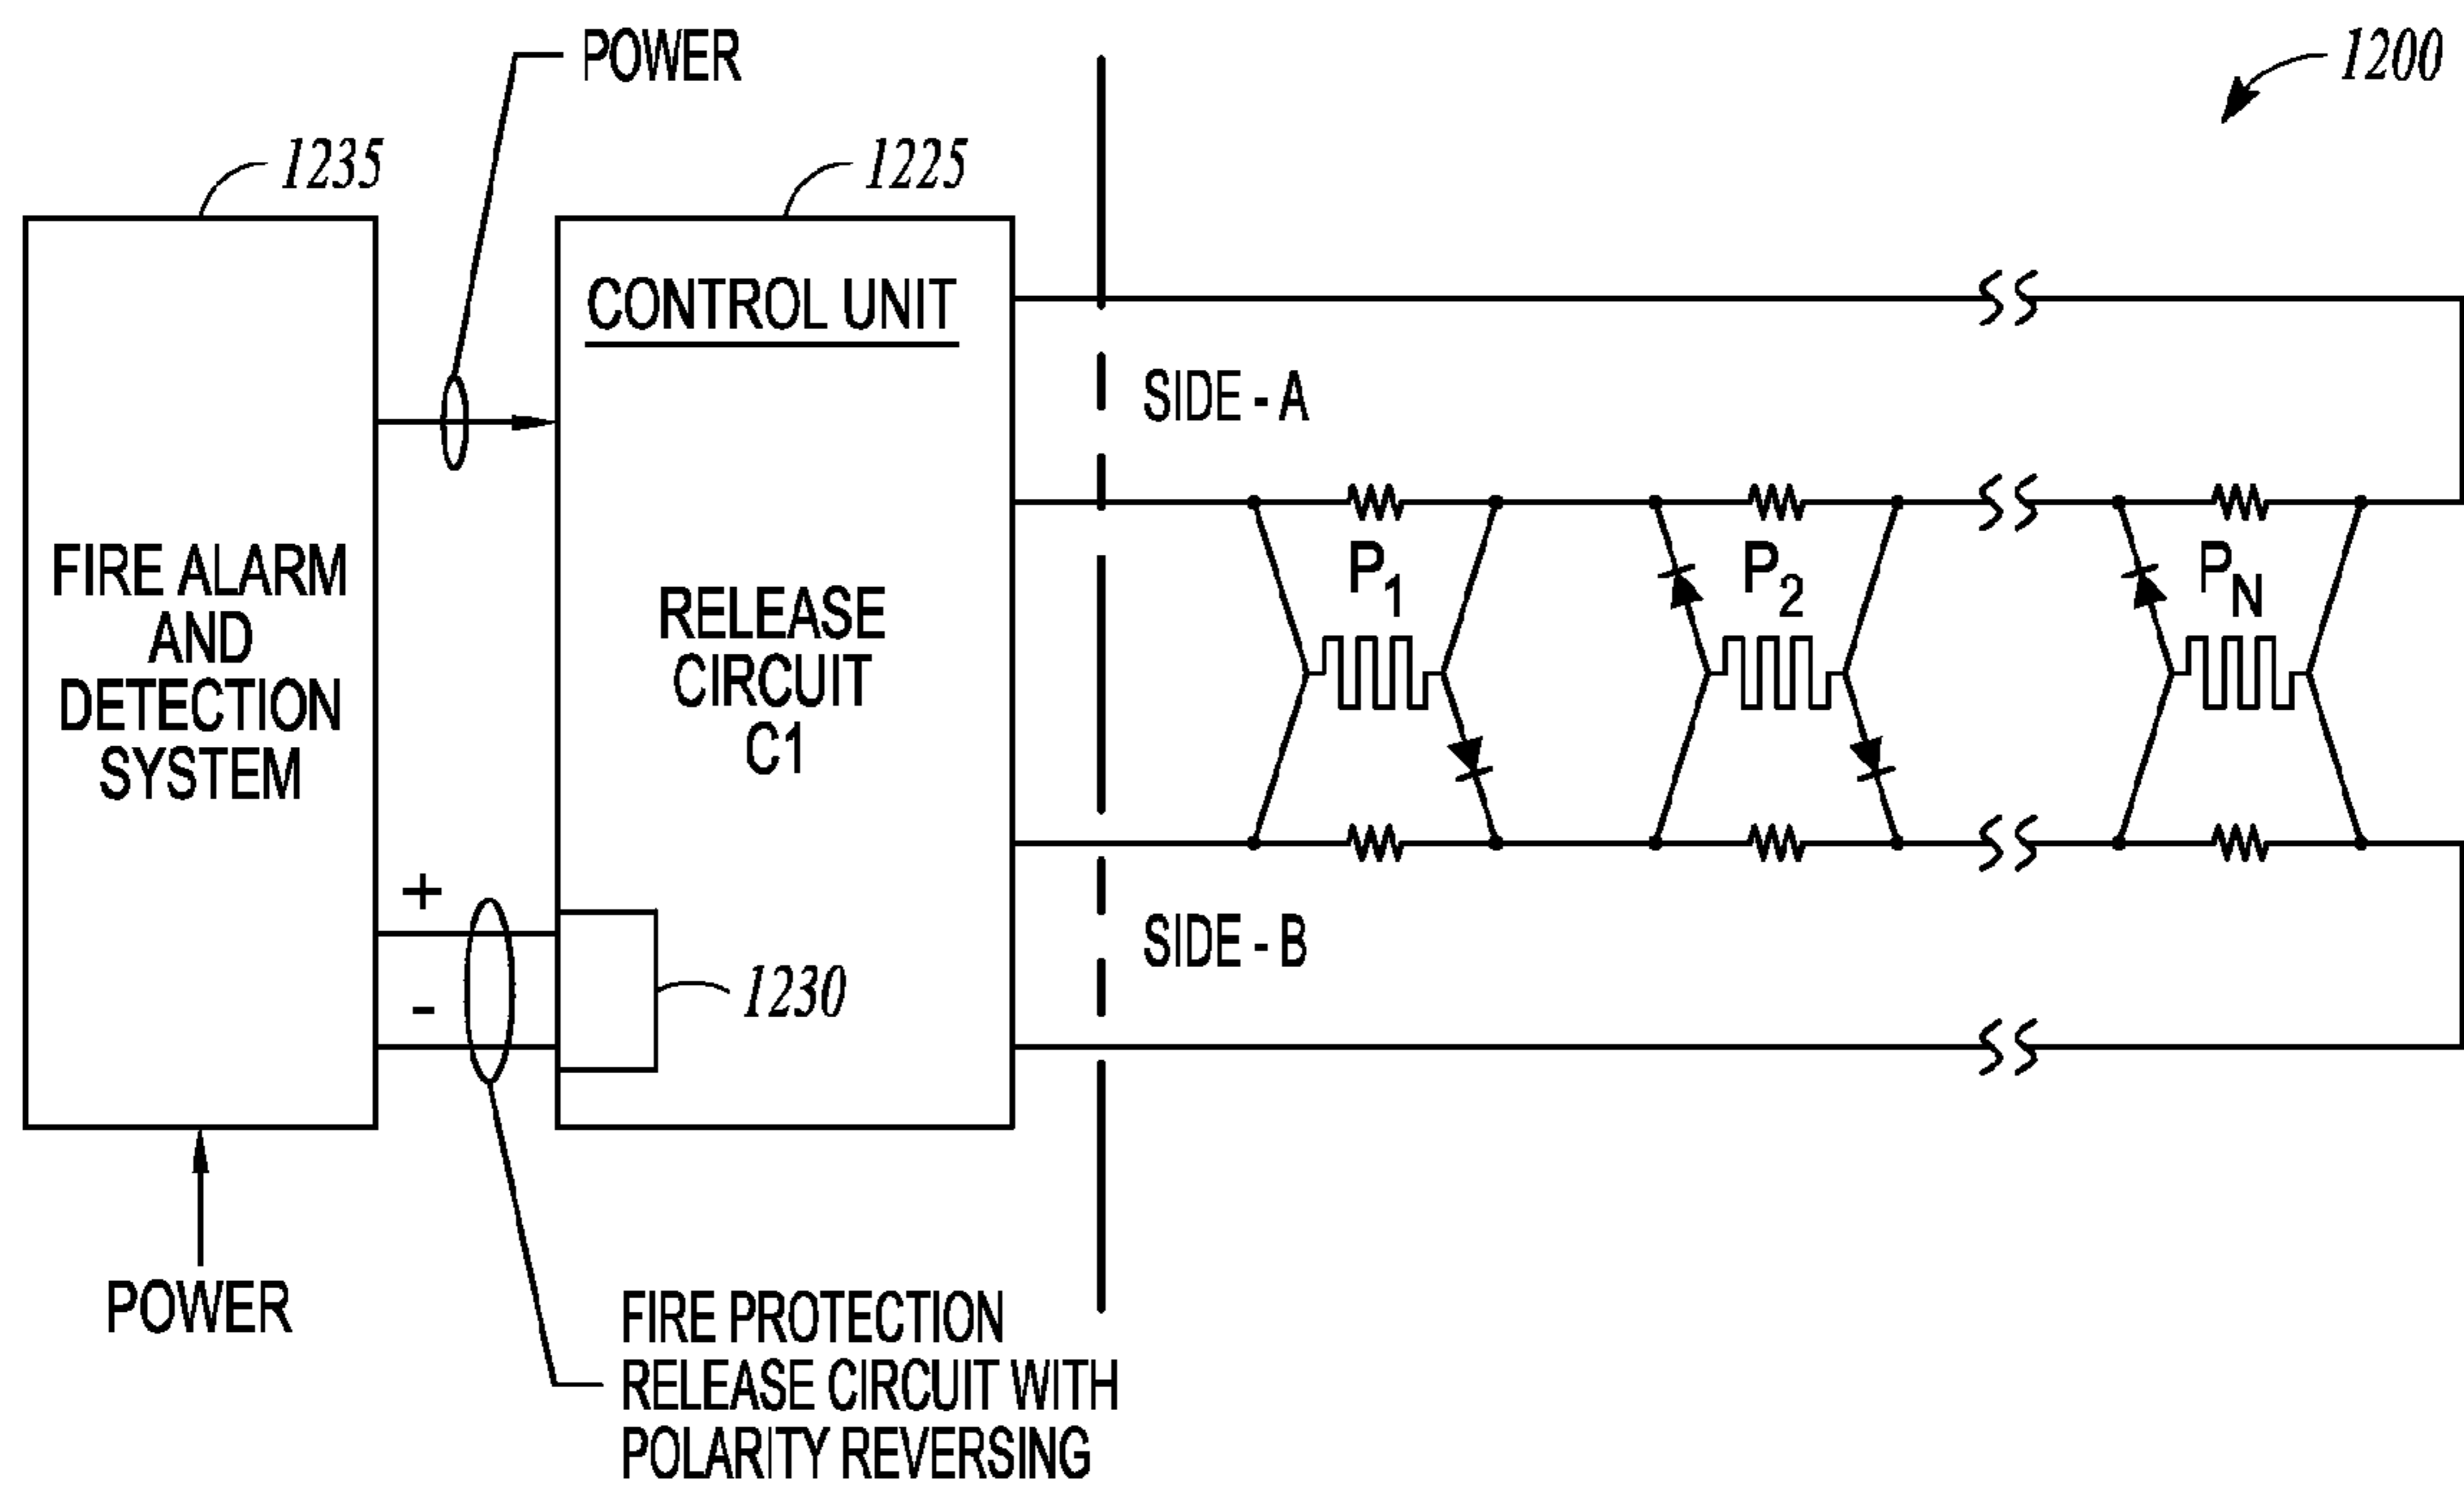 POWER
1200
1235
1225
CONTROL UNIT
SIDE - A
FIRE ALARM
AND
DETECTION
SYSTEM
RELEASE
CIRCUIT
C1
P1
P2
PN
+
-
1230
SIDE - B
POWER
FIRE PROTECTION
RELEASE CIRCUIT WITH
POLARITY REVERSING